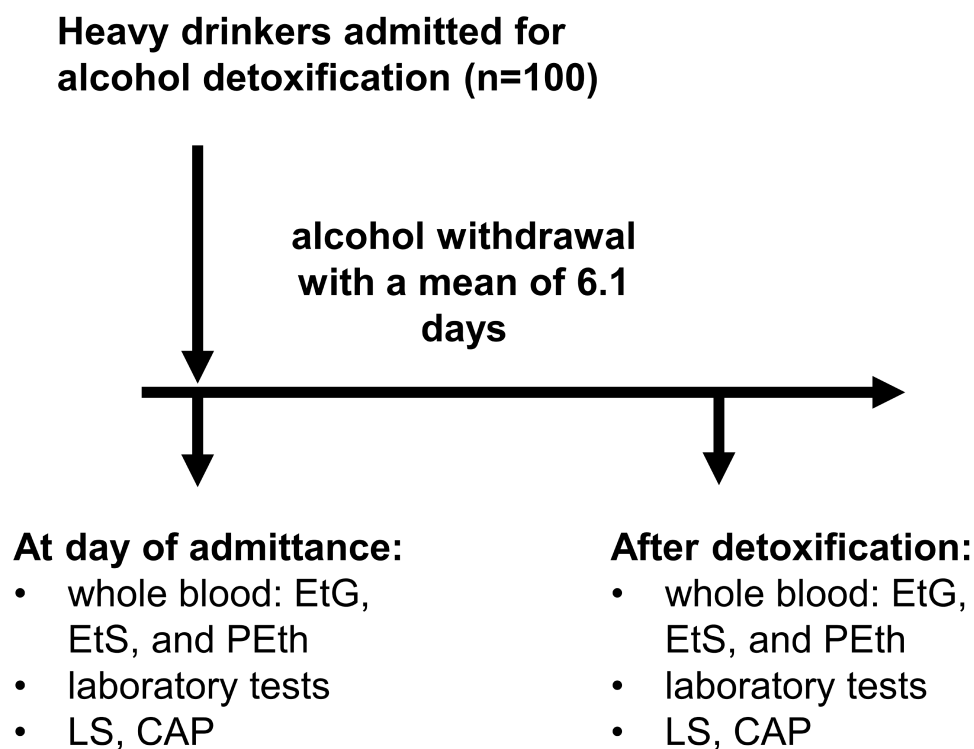 Heavy drinkers admitted for
alcohol detoxification (n=100)
alcohol withdrawal
with a mean of 6.1
days
At day of admittance:
• whole blood: EtG,
EtS, and PEth
• laboratory tests
• LS, CAP
After detoxification:
• whole blood: EtG,
EtS, and PEth
• laboratory tests
• LS, CAP